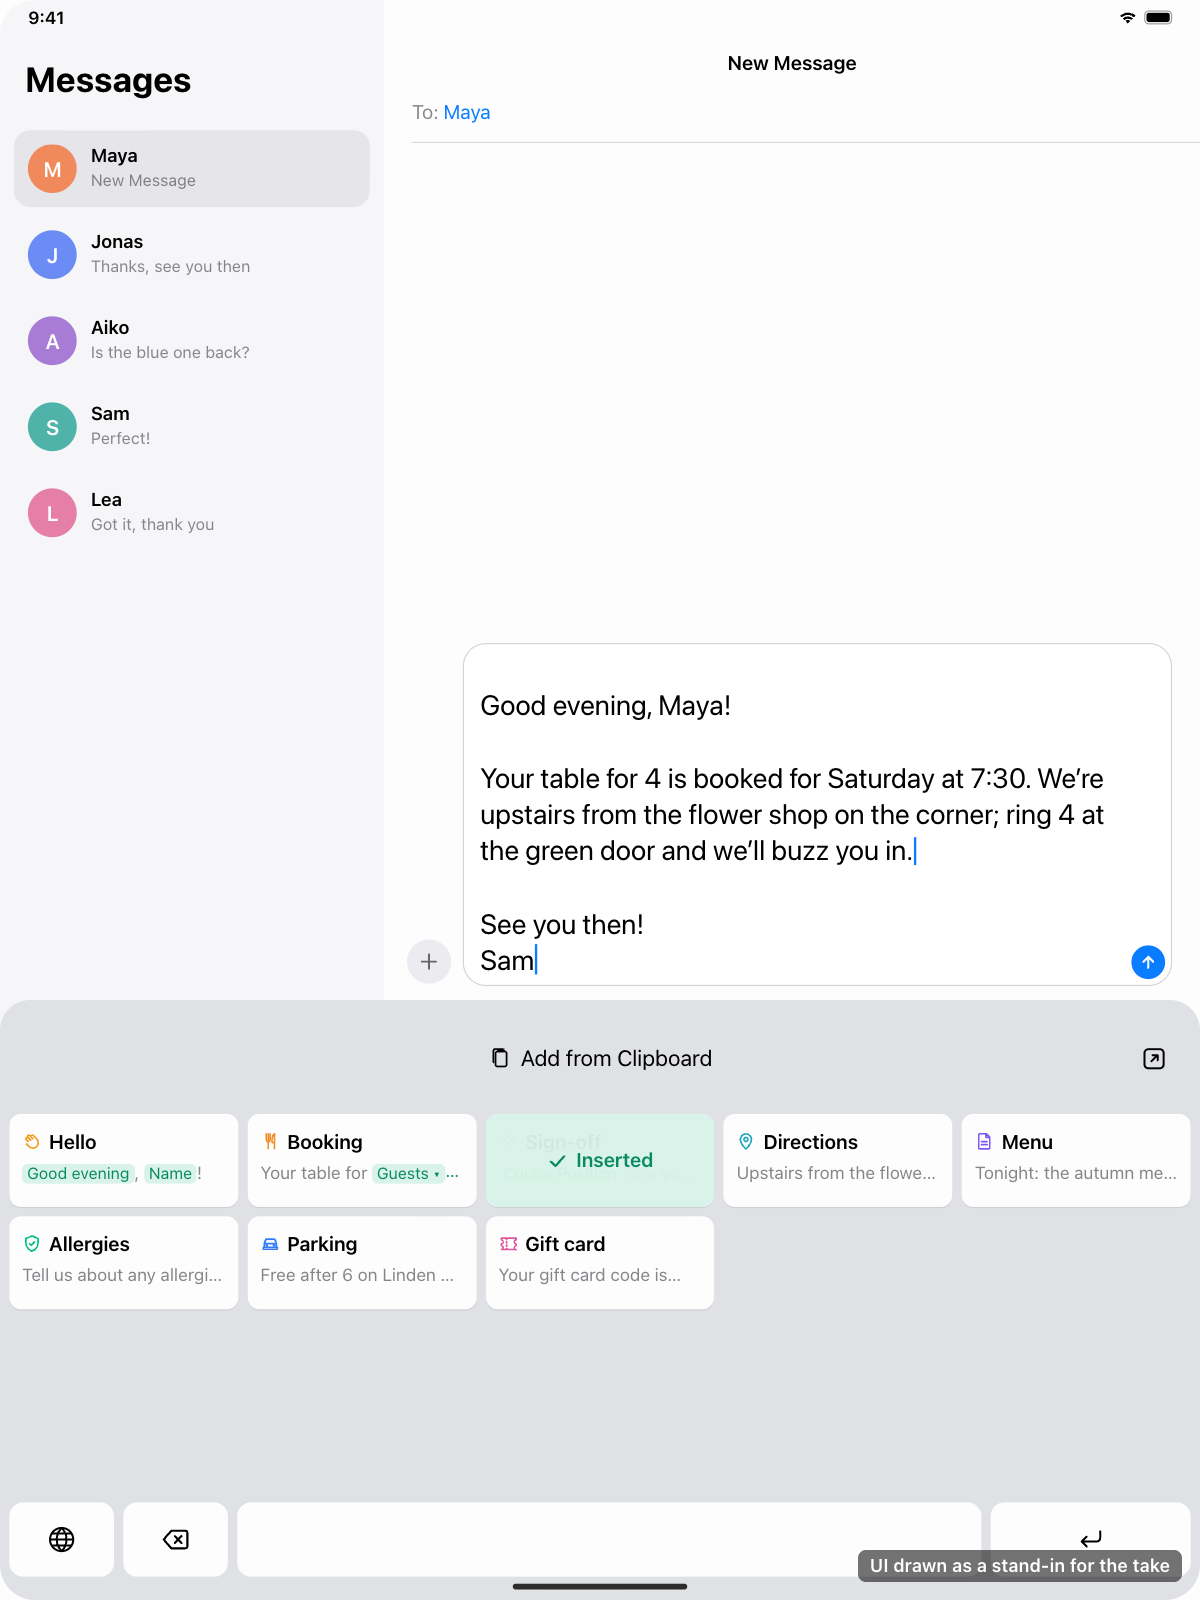 9:41
Messages
New Message
To: Maya
M
Maya
New Message
J
Jonas
Thanks, see you then
A
Aiko
Is the blue one back?
S
Sam
Perfect!
L
Lea
Got it, thank you
Good evening, Maya!
Your table for 4 is booked for Saturday at 7:30. We’re
upstairs from the flower shop on the corner; ring 4 at
the green door and we’ll buzz you in.
See you then!
Sam
Add from Clipboard
Hello
Good evening, Name!
Booking
Your table for Guests ▾...
Sign-off
Inserted
Directions
Upstairs from the flowe...
Menu
Tonight: the autumn me...
Allergies
Tell us about any allergi...
Parking
Free after 6 on Linden ...
Gift card
Your gift card code is...
UI drawn as a stand-in for the take